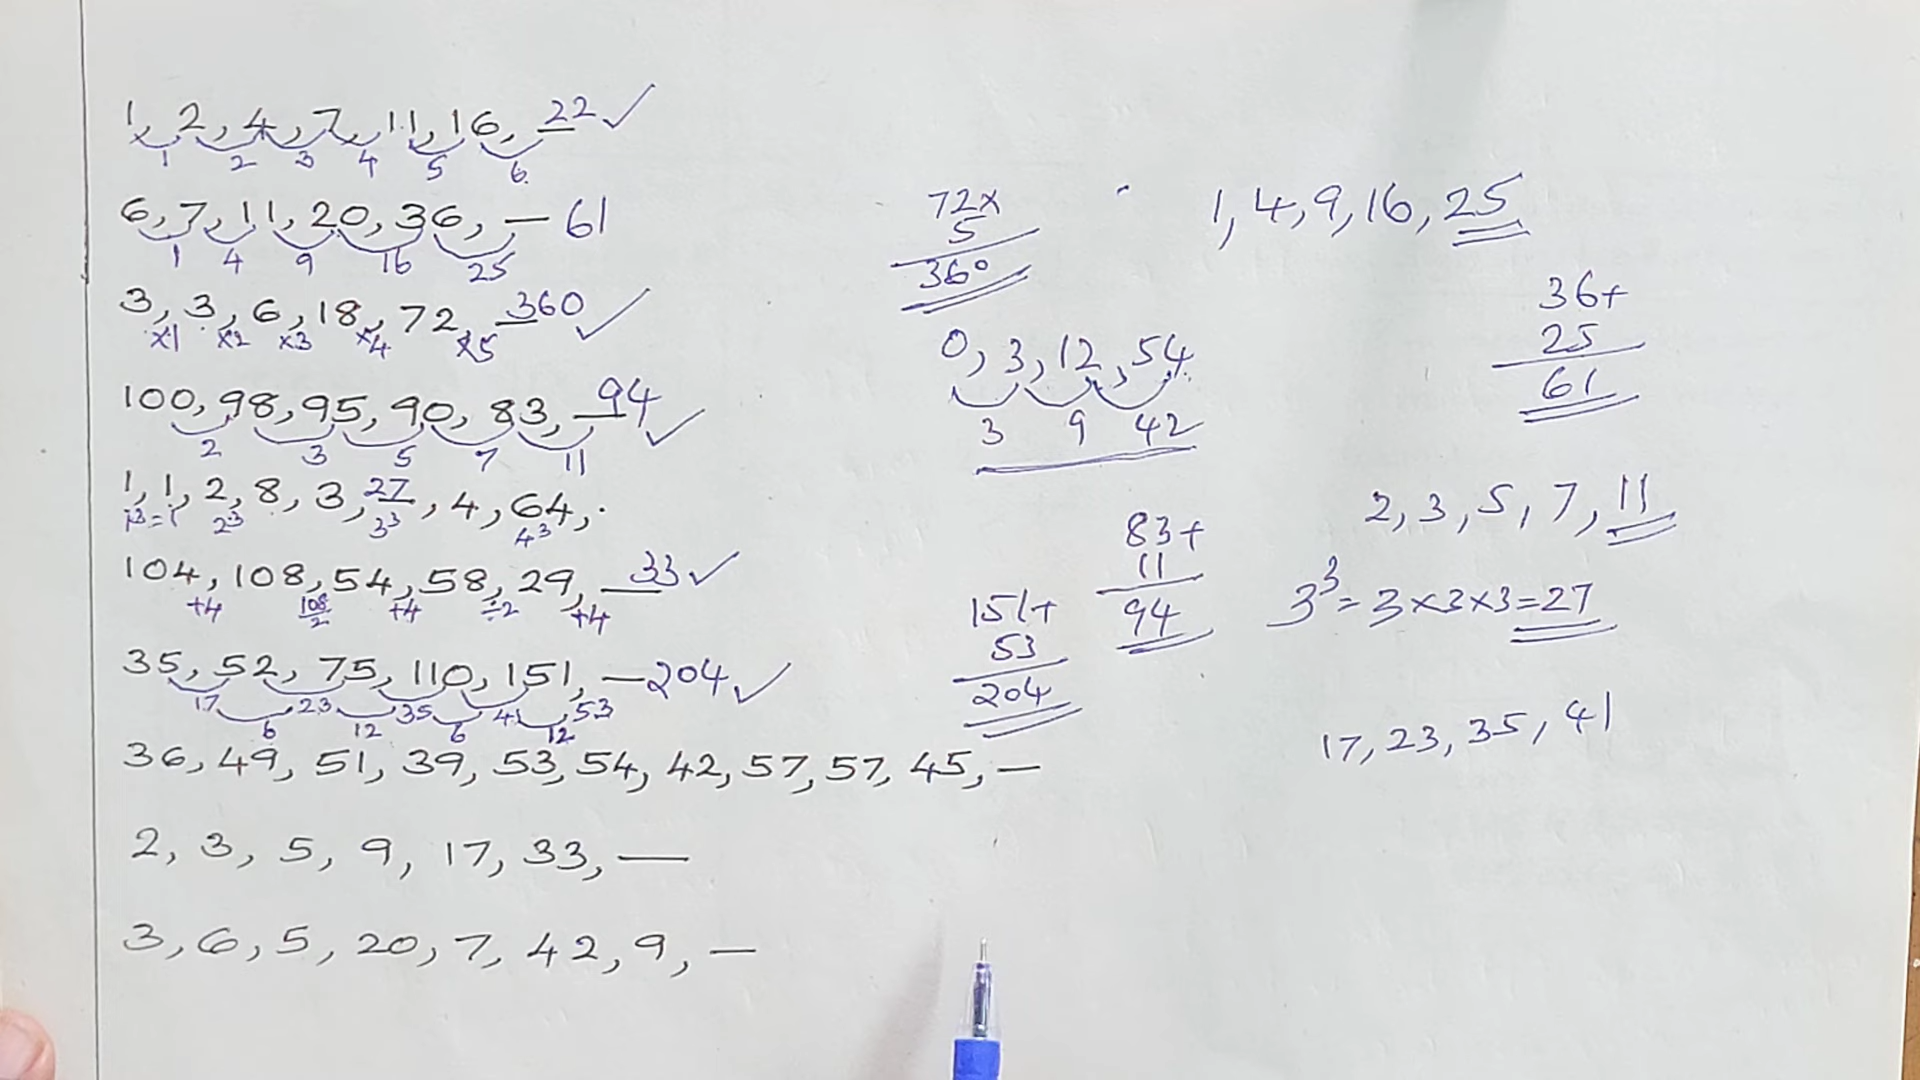 1, 2, 4, 7, 11, 16, 22 ✓
1 2 3 4 5 6
6, 7, 11, 20, 36, — 61
1 4 9 16 25
3, 3, 6, 18, 72, 360 ✓
×1 ×2 ×3 ×4 ×5
100, 98, 95, 90, 83, 94 ✓
2 3 5 7 11
1, 1, 2, 8, 3, 27, 4, 64, .
1³=1 2³ 3³ 4³
104, 108, 54, 58, 29, 33 ✓
+4 108/2 +4 ÷2 +4
35, 52, 75, 110, 151, — 204 ✓
17 23 35 41 53
6 12 6 12
36, 49, 51, 39, 53, 54, 42, 57, 57, 45, —
2, 3, 5, 9, 17, 33, —
3, 6, 5, 20, 7, 42, 9, —
72×
5
360
0, 3, 12, 54
3 9 42
83+
11
94
151+
53
204
1, 4, 9, 16, 25
36+
25
61
2, 3, 5, 7, 11
3³ = 3×3×3 = 27
17, 23, 35, 41